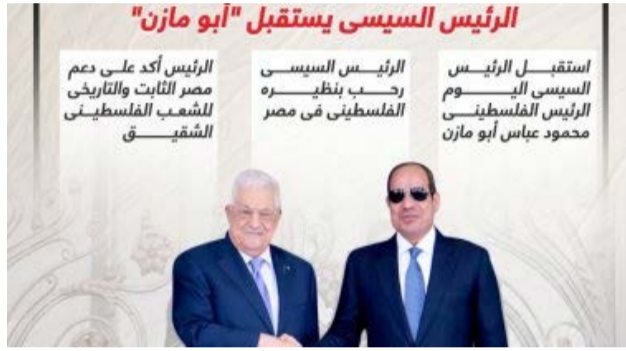 الرئيس السيسى يستقبل "أبو مازن"
استقبل الرئيس
السيسى اليوم
الرئيس الفلسطينى
محمود عباس أبو مازن
الرئيس السيسى
رحب بنظيره
الفلسطينى فى مصر
الرئيس أكد على دعم
مصر الثابت والتاريخى
للشعب الفلسطينى
الشقيق